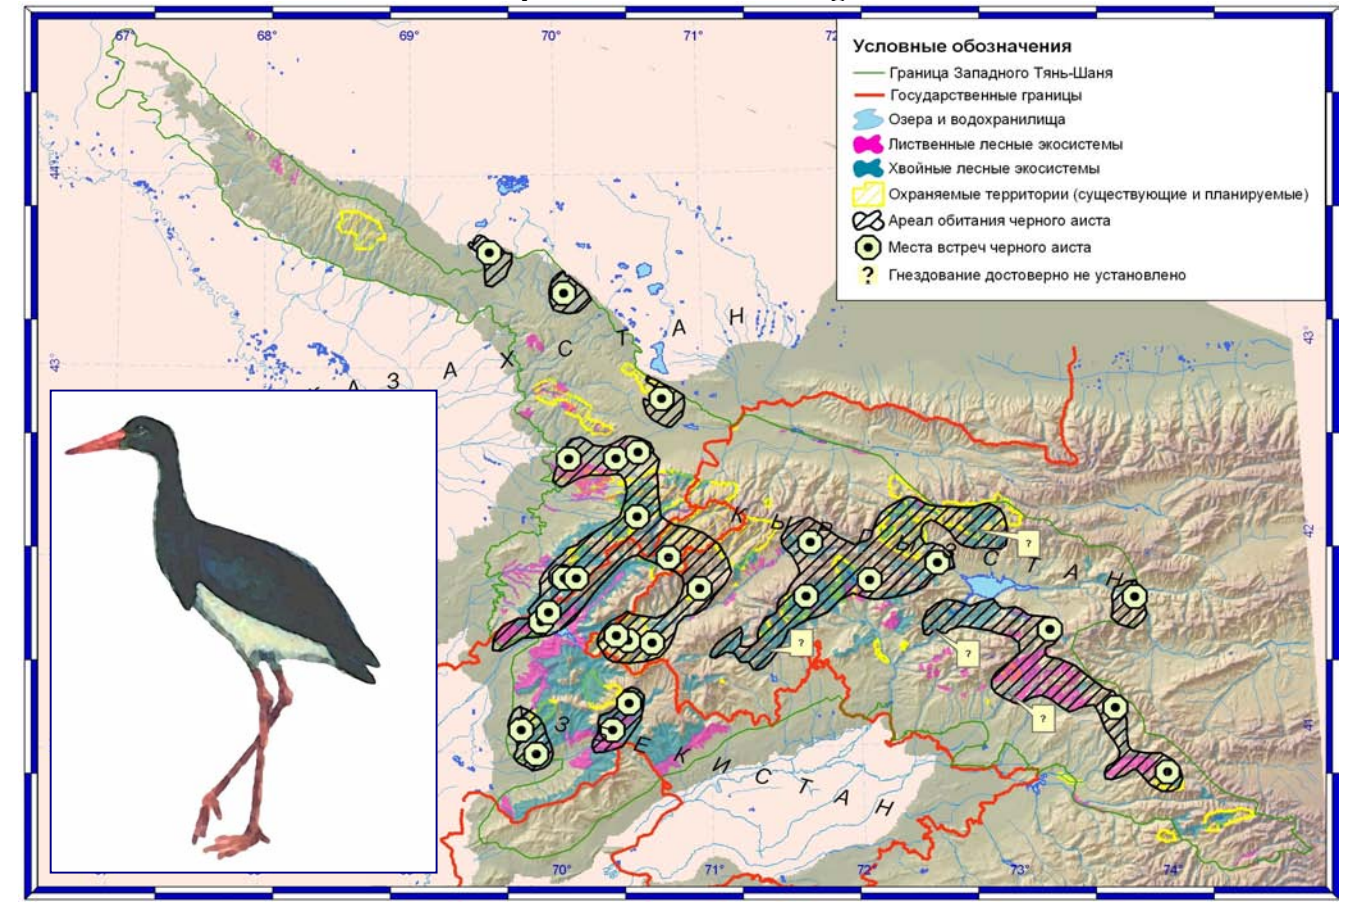 67°
68°
69°
70°
71°
72
Условные обозначения
Граница Западного Тянь-Шаня
Государственные границы
Озера и водохранилища
Лиственные лесные экосистемы
Хвойные лесные экосистемы
Охраняемые территории (существующие и планируемые)
Ареал обитания черного аиста
Места встреч черного аиста
? Гнездование достоверно не установлено
44°
43°
43°
А З А Х С Т А Н
К Ы Р Г Ы З С Т А Н
42°
?
?
?
?
41°
З Б Е К И С Т А Н
70°
71°
72°
73°
74°